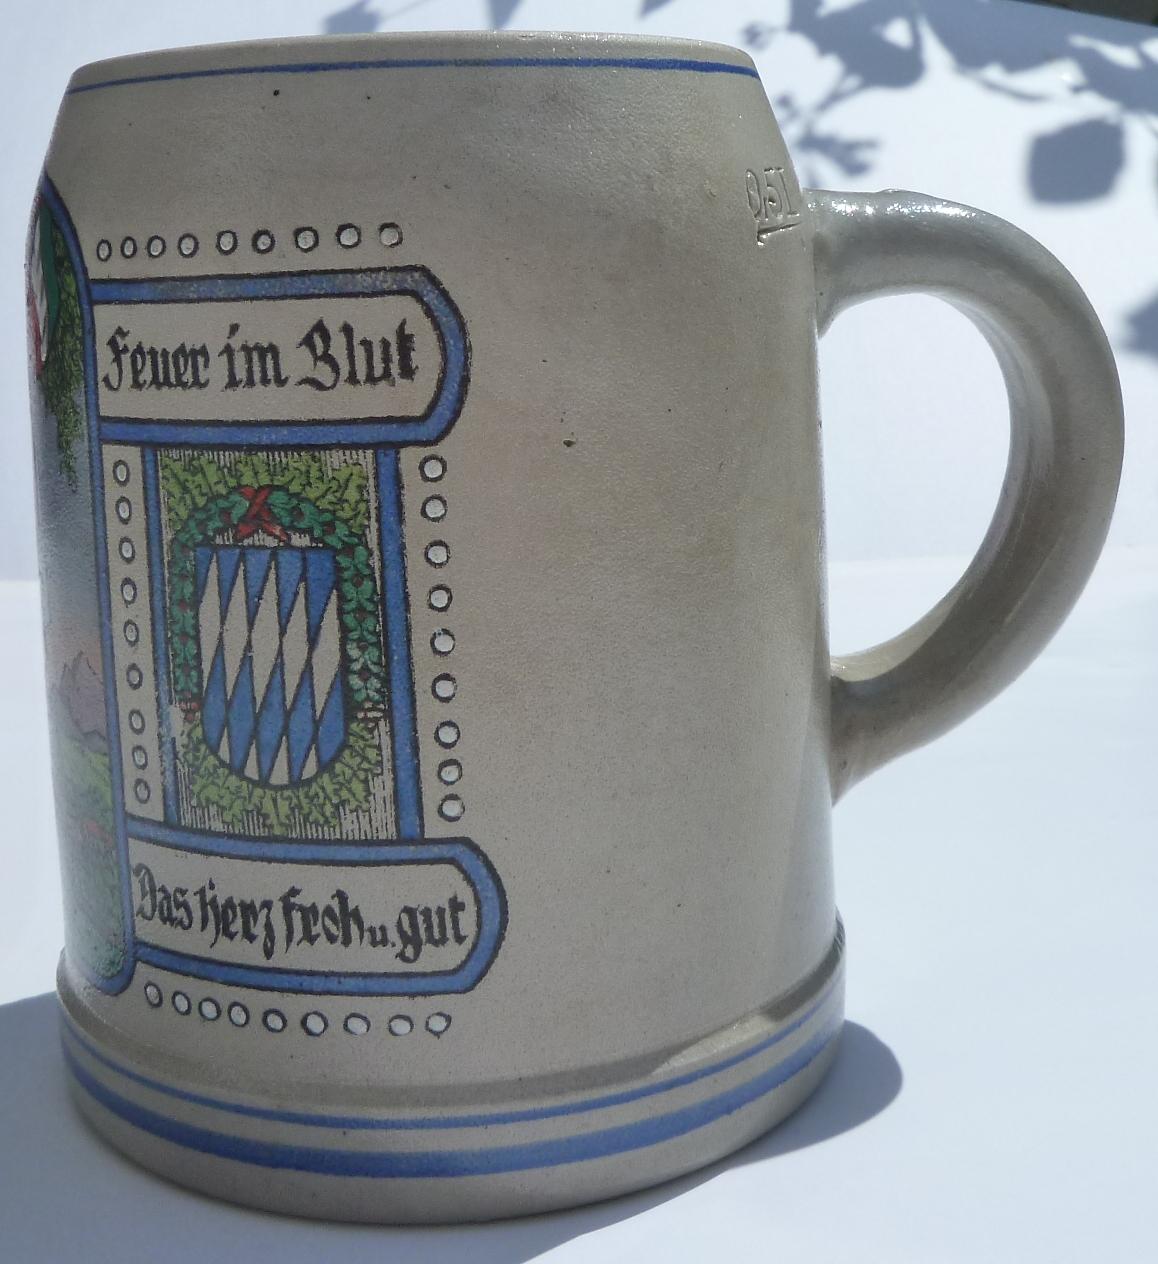 0,5 l
Feuer im Blut
Das Herz froh u. gut